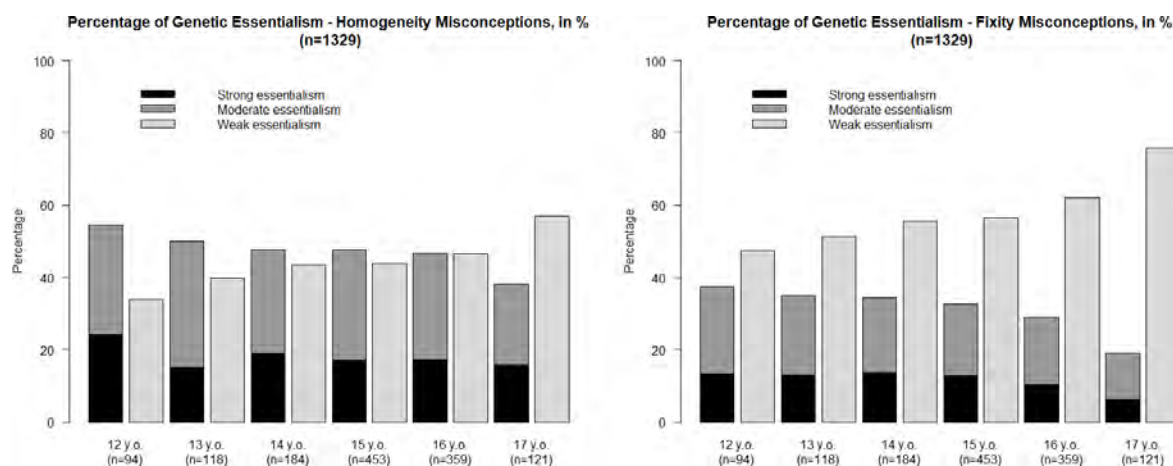 Percentage of Genetic Essentialism - Homogeneity Misconceptions, in %
(n=1329)
100
80
60
40
20
0
Percentage
Strong essentialism
Moderate essentialism
Weak essentialism
12 y.o.
(n=94)
13 y.o.
(n=118)
14 y.o.
(n=184)
15 y.o.
(n=453)
16 y.o.
(n=359)
17 y.o.
(n=121)
Percentage of Genetic Essentialism - Fixity Misconceptions, in %
(n=1329)
100
80
60
40
20
0
Percentage
Strong essentialism
Moderate essentialism
Weak essentialism
12 y.o.
(n=94)
13 y.o.
(n=118)
14 y.o.
(n=184)
15 y.o.
(n=453)
16 y.o.
(n=359)
17 y.o.
(n=121)